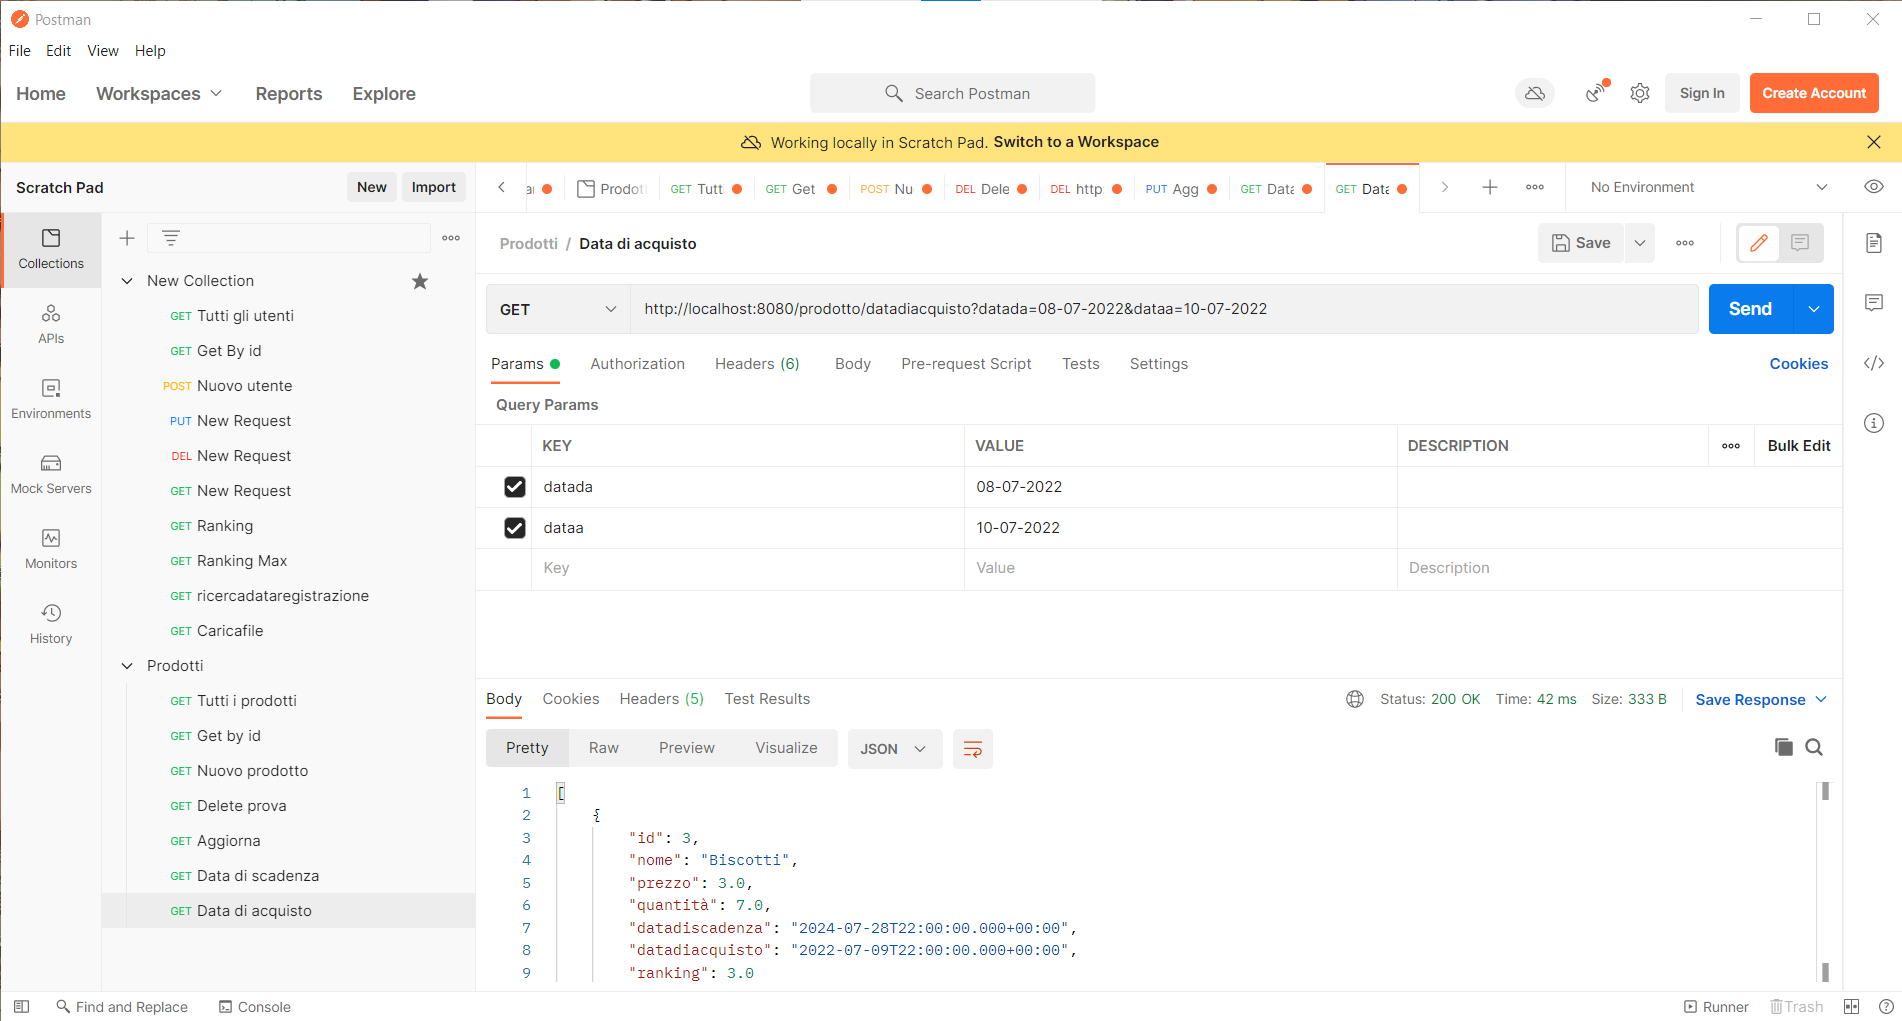 Postman
File Edit View Help
Home Workspaces Reports Explore Search Postman Sign In Create Account
Working locally in Scratch Pad. Switch to a Workspace
Scratch Pad New Import
Prodot GET Tutt GET Get POST Nu DEL Dele DEL http: PUT Agg GET Data GET Data No Environment
Collections
APIs
Environments
Mock Servers
Monitors
History
New Collection
GET Tutti gli utenti
GET Get By id
POST Nuovo utente
PUT New Request
DEL New Request
GET New Request
GET Ranking
GET Ranking Max
GET ricercadataregistrazione
GET Caricafile
Prodotti
GET Tutti i prodotti
GET Get by id
GET Nuovo prodotto
GET Delete prova
GET Aggiorna
GET Data di scadenza
GET Data di acquisto
Prodotti / Data di acquisto Save
GET http://localhost:8080/prodotto/datadiacquisto?datada=08-07-2022&dataa=10-07-2022 Send
Params Authorization Headers (6) Body Pre-request Script Tests Settings Cookies
Query Params
KEY VALUE DESCRIPTION Bulk Edit
datada 08-07-2022
dataa 10-07-2022
Key Value Description
Body Cookies Headers (5) Test Results Status: 200 OK Time: 42 ms Size: 333 B Save Response
Pretty Raw Preview Visualize JSON
1 [
2 {
3 "id": 3,
4 "nome": "Biscotti",
5 "prezzo": 3.0,
6 "quantità": 7.0,
7 "datadiscadenza": "2024-07-28T22:00:00.000+00:00",
8 "datadiacquisto": "2022-07-09T22:00:00.000+00:00",
9 "ranking": 3.0
Find and Replace Console Runner Trash